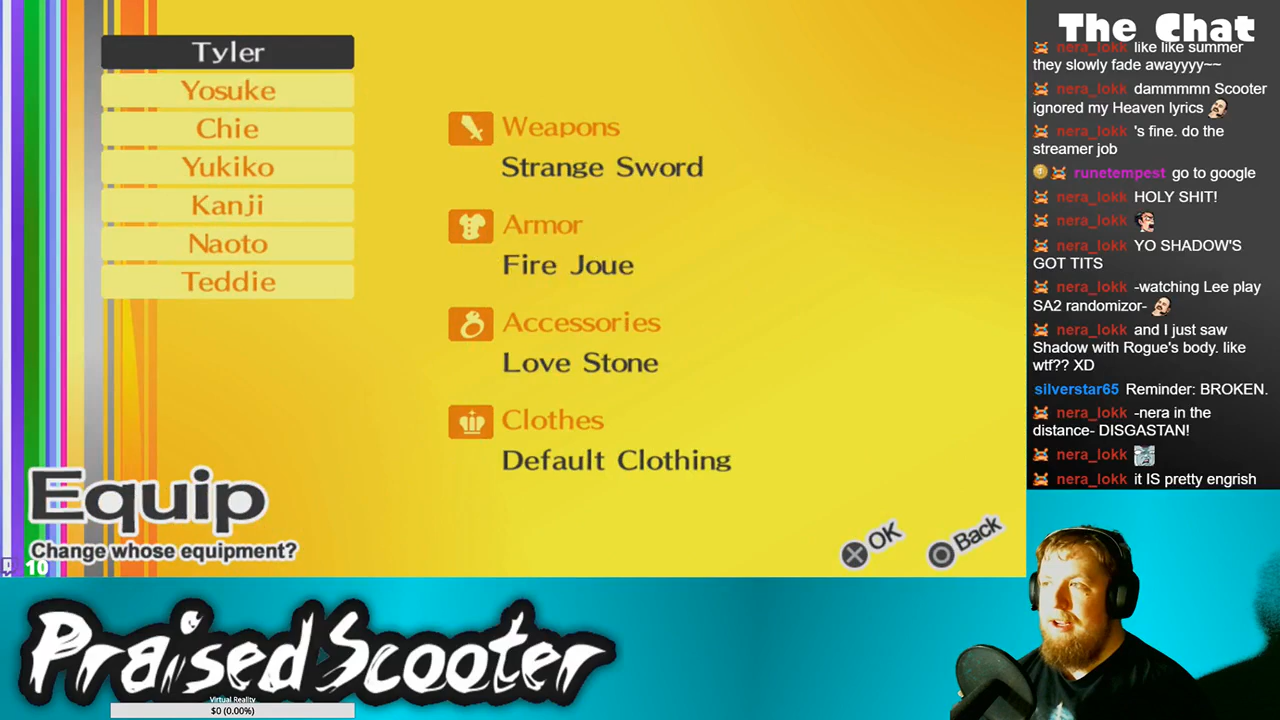 Tyler
Yosuke
Chie
Yukiko
Kanji
Naoto
Teddie
Weapons
Strange Sword
Armor
Fire Joue
Accessories
Love Stone
Clothes
Default Clothing
Equip
Change whose equipment?
OK
Back
10
The Chat
nera_lokk like like summer
they slowly fade awayyyy~~
nera_lokk dammmmn Scooter
ignored my Heaven lyrics
nera_lokk 's fine. do the
streamer job
runetempest go to google
nera_lokk HOLY SHIT!
nera_lokk
nera_lokk YO SHADOW'S
GOT TITS
nera_lokk -watching Lee play
SA2 randomizor-
nera_lokk and I just saw
Shadow with Rogue's body. like
wtf?? XD
silverstar65 Reminder: BROKEN.
nera_lokk -nera in the
distance- DISGASTAN!
nera_lokk
nera_lokk it IS pretty engrish
PraisedScooter
Virtual Reality
$0 (0.00%)